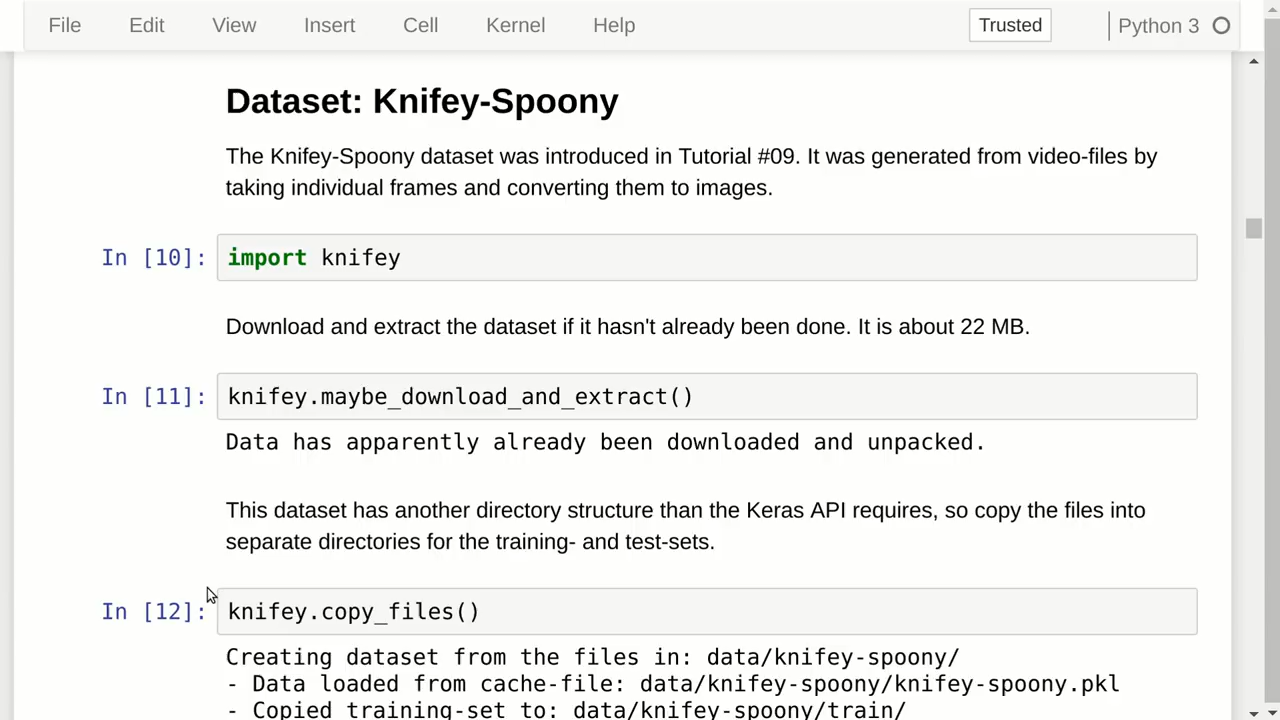 File Edit View Insert Cell Kernel Help Trusted Python 3
Dataset: Knifey-Spoony
The Knifey-Spoony dataset was introduced in Tutorial #09. It was generated from video-files by
taking individual frames and converting them to images.
In [10]: import knifey
Download and extract the dataset if it hasn't already been done. It is about 22 MB.
In [11]: knifey.maybe_download_and_extract()
Data has apparently already been downloaded and unpacked.
This dataset has another directory structure than the Keras API requires, so copy the files into
separate directories for the training- and test-sets.
In [12]: knifey.copy_files()
Creating dataset from the files in: data/knifey-spoony/
- Data loaded from cache-file: data/knifey-spoony/knifey-spoony.pkl
- Copied training-set to: data/knifey-spoony/train/